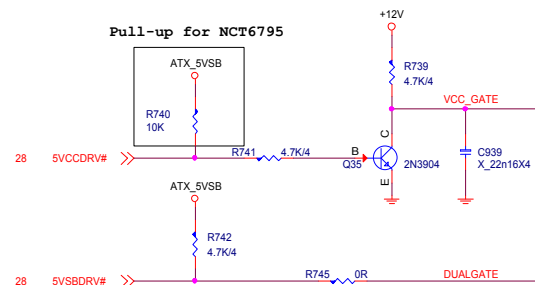 +12V
Pull-up for NCT6795
ATX_5VSB
R739
4.7K/4
VCC_GATE
R740
10K
28 5VCCDRV# R741 4.7K/4 B C E
Q35 2N3904
C939
X_22n16X4
ATX_5VSB
R742
4.7K/4
28 5VSBDRV# R745 0R DUALGATE